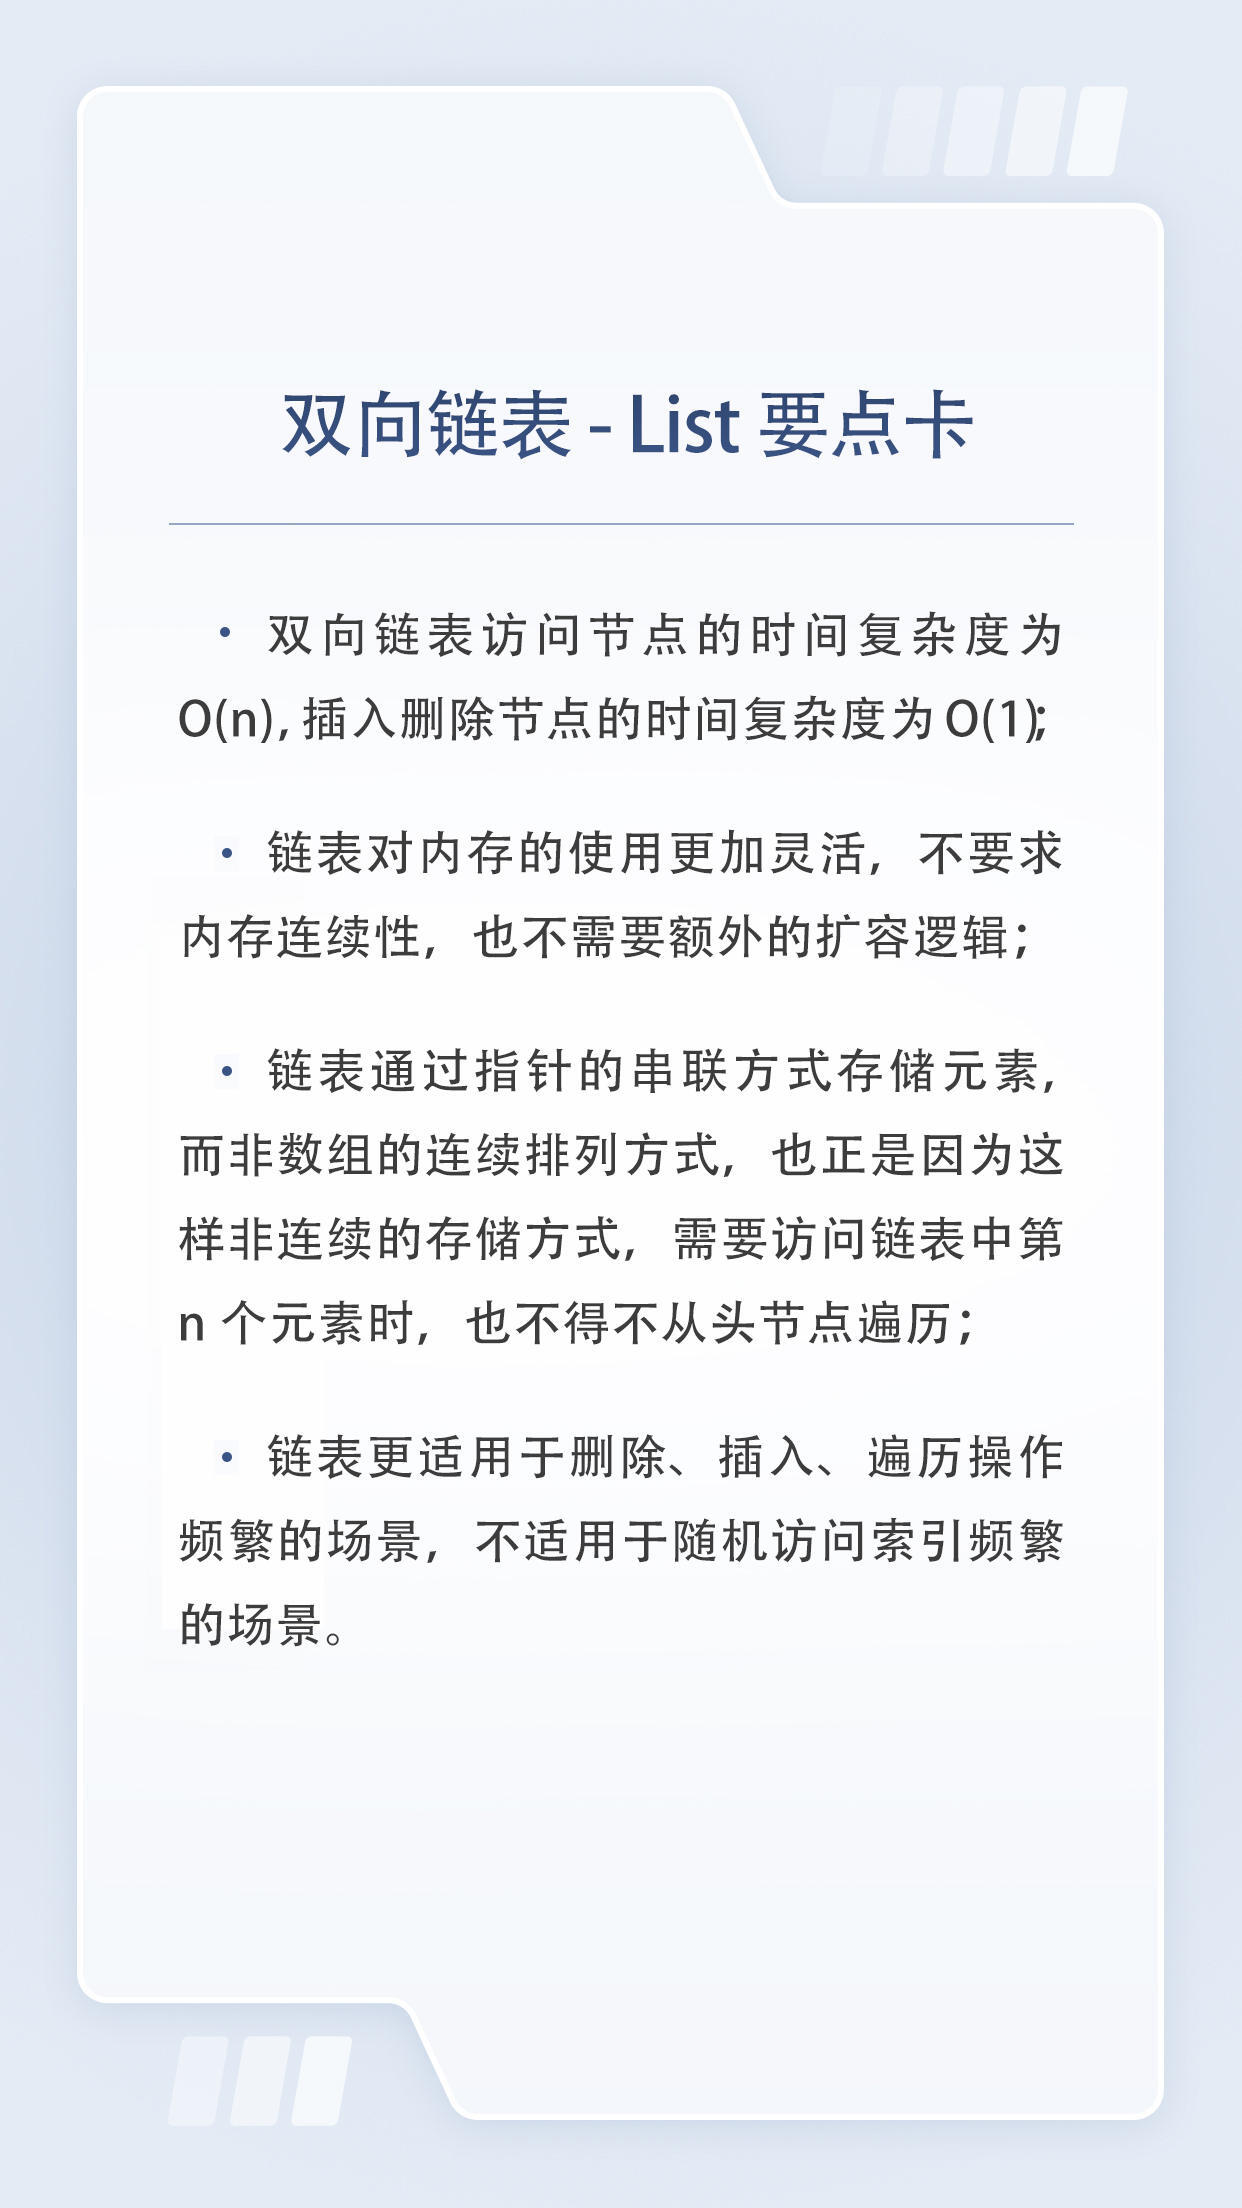 双向链表 - List 要点卡
• 双向链表访问节点的时间复杂度为
O(n), 插入删除节点的时间复杂度为 O(1);
• 链表对内存的使用更加灵活，不要求
内存连续性，也不需要额外的扩容逻辑；
• 链表通过指针的串联方式存储元素,
而非数组的连续排列方式，也正是因为这
样非连续的存储方式，需要访问链表中第
n 个元素时，也不得不从头节点遍历；
• 链表更适用于删除、插入、遍历操作
频繁的场景，不适用于随机访问索引频繁
的场景。